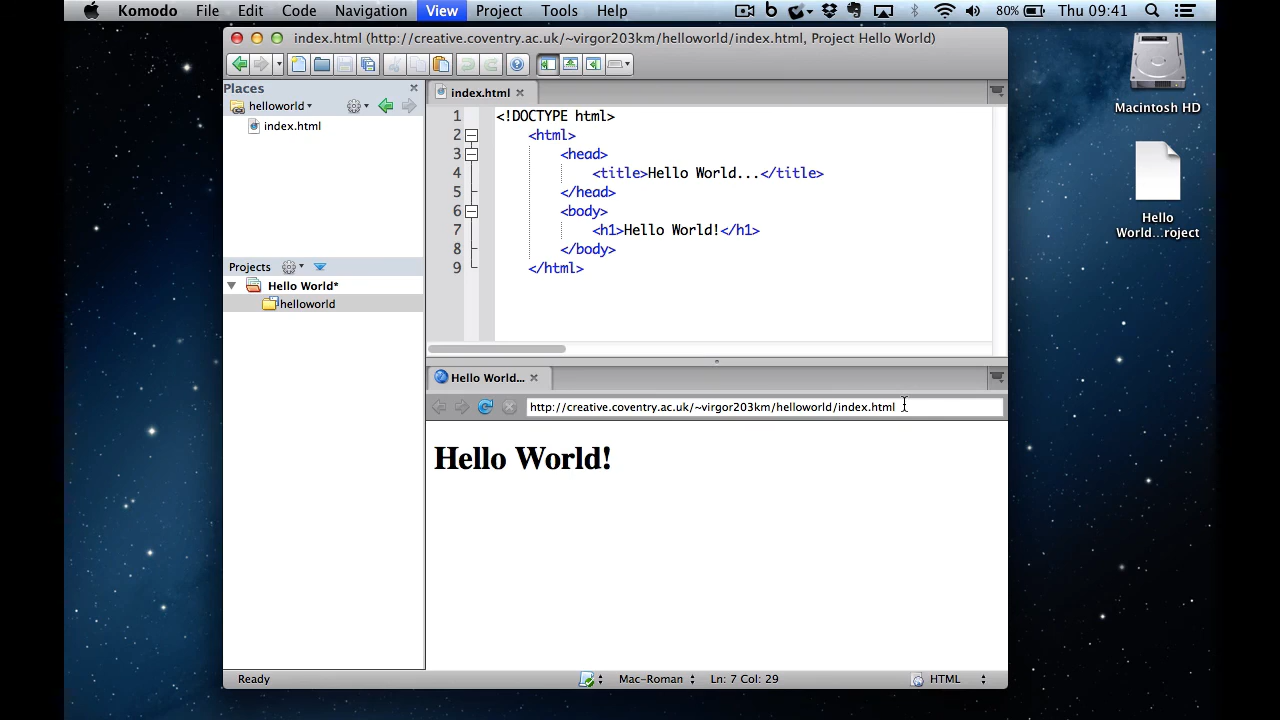 Komodo File Edit Code Navigation View Project Tools Help 80% Thu 09:41
index.html (http://creative.coventry.ac.uk/~virgor203km/helloworld/index.html, Project Hello World)
Places
helloworld
index.html
Projects
Hello World*
helloworld
index.html
1 <!DOCTYPE html>
2 <html>
3 <head>
4 <title>Hello World...</title>
5 </head>
6 <body>
7 <h1>Hello World!</h1>
8 </body>
9 </html>
Hello World...
http://creative.coventry.ac.uk/~virgor203km/helloworld/index.html
Hello World!
Ready Mac-Roman Ln: 7 Col: 29 HTML
Macintosh HD
Hello
World...roject